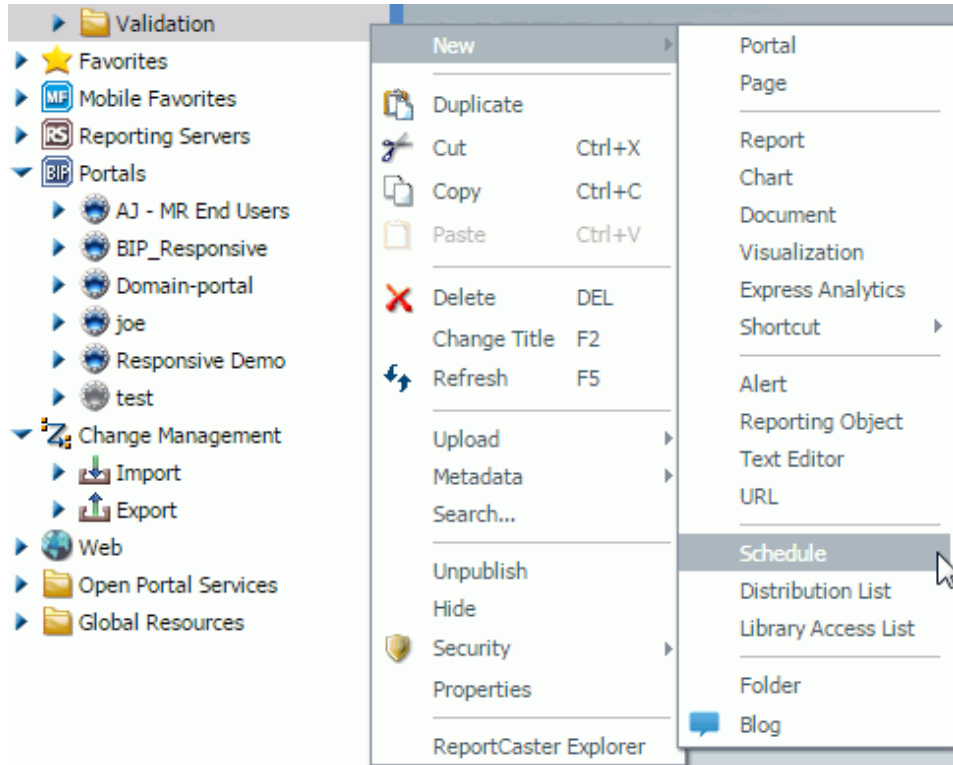 Validation
Favorites
MF Mobile Favorites
RS Reporting Servers
BIP Portals
AJ - MR End Users
BIP_Responsive
Domain-portal
joe
Responsive Demo
test
Change Management
Import
Export
Web
Open Portal Services
Global Resources
New
Duplicate
Cut Ctrl+X
Copy Ctrl+C
Paste Ctrl+V
Delete DEL
Change Title F2
Refresh F5
Upload
Metadata
Search...
Unpublish
Hide
Security
Properties
ReportCaster Explorer
Portal
Page
Report
Chart
Document
Visualization
Express Analytics
Shortcut
Alert
Reporting Object
Text Editor
URL
Schedule
Distribution List
Library Access List
Folder
Blog